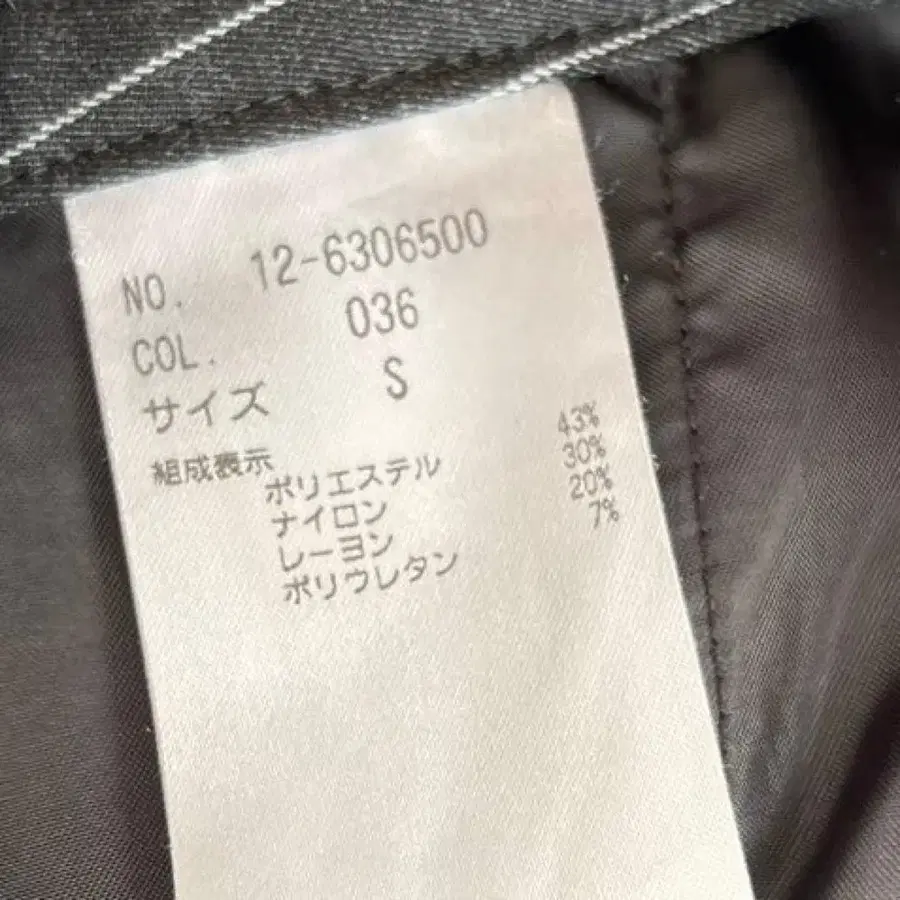 NO. 12-6306500
COL. 036
サイズ S
組成表示
ポリエステル 43%
ナイロン 30%
レーヨン 20%
ポリウレタン 7%